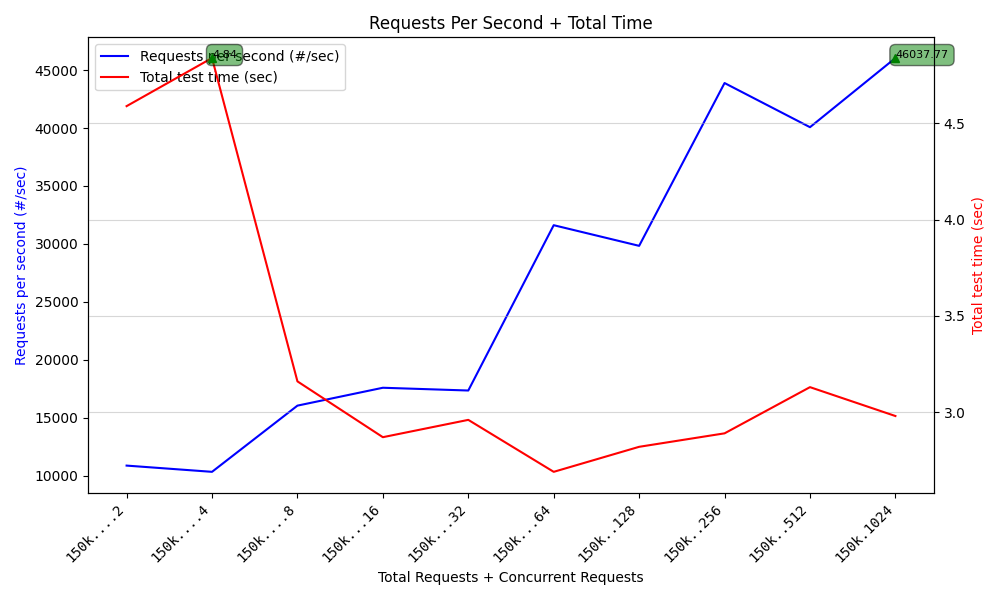 Requests Per Second + Total Time
Requests per second (#/sec)
Total test time (sec)
4.84
46037.77
45000
40000
35000
30000
25000
20000
15000
10000
Requests per second (#/sec)
4.5
4.0
3.5
3.0
Total test time (sec)
150k....2
150k....4
150k....8
150k...16
150k...32
150k...64
150k..128
150k..256
150k..512
150k.1024
Total Requests + Concurrent Requests